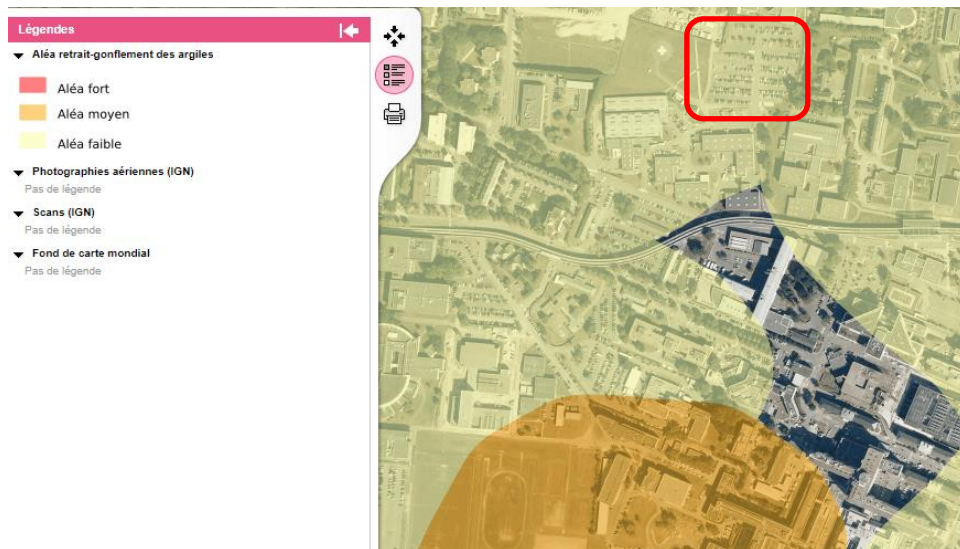 Légendes
Aléa retrait-gonflement des argiles
Aléa fort
Aléa moyen
Aléa faible
Photographies aériennes (IGN)
Pas de légende
Scans (IGN)
Pas de légende
Fond de carte mondial
Pas de légende